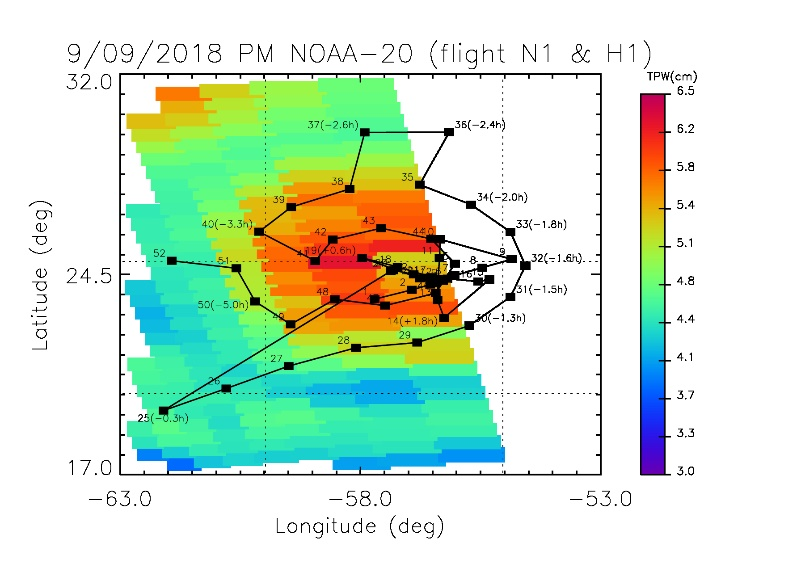 9/09/2018 PM NOAA-20 (flight N1 & H1)
TPW(cm)
32.0
6.5
37(-2.6h)
36(-2.4h)
6.2
38
35
5.8
39
34(-2.0h)
5.4
40(-3.3h)
42
43
44
33(-1.8h)
5.1
52
51
19(+0.6h)
18
11
8
9
32(-1.6h)
24.5
16
2
4.8
50(-5.0h)
48
31(-1.5h)
49
14(+1.8h)
30(-1.3h)
4.4
28
29
27
4.1
26
25(-0.3h)
3.7
3.3
17.0
3.0
-63.0
-58.0
-53.0
Longitude (deg)
Latitude (deg)